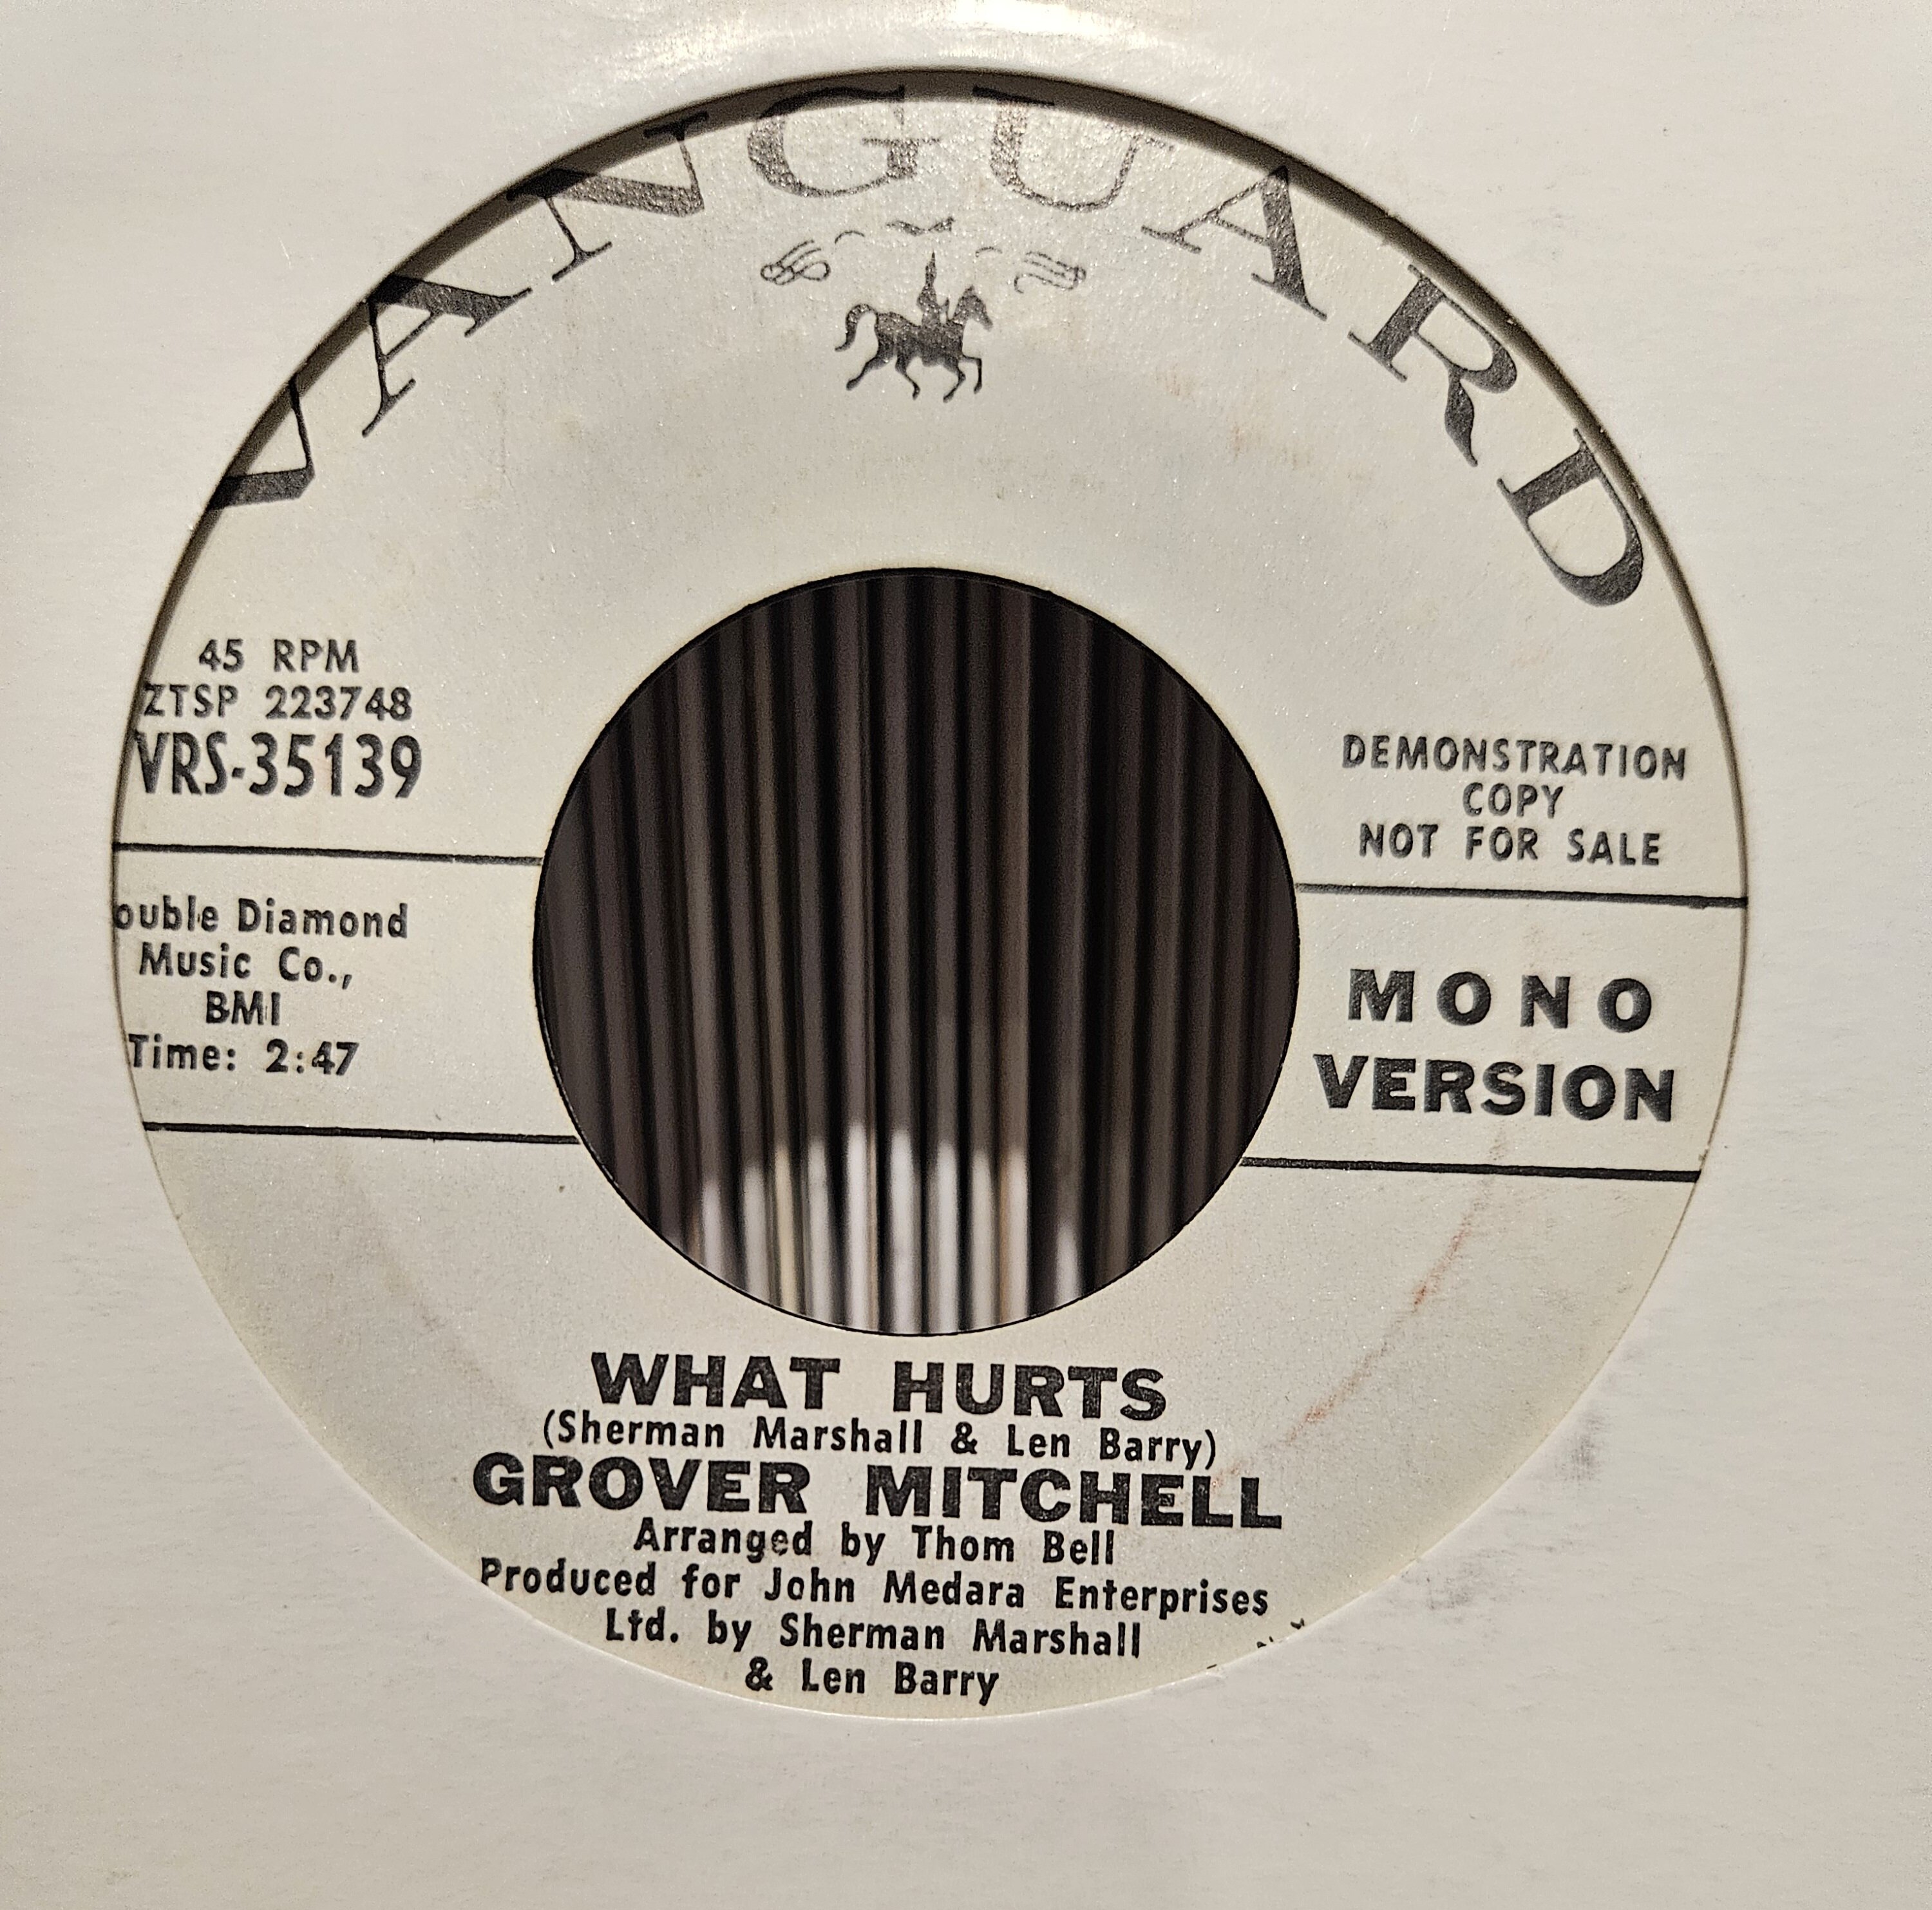 VANGUARD
45 RPM
ZTSP 223748
VRS-35139
DEMONSTRATION
COPY
NOT FOR SALE
ouble Diamond
Music Co.,
BMI
Time: 2:47
MONO
VERSION
WHAT HURTS
(Sherman Marshall & Len Barry)
GROVER MITCHELL
Arranged by Thom Bell
Produced for John Medara Enterprises
Ltd. by Sherman Marshall
& Len Barry